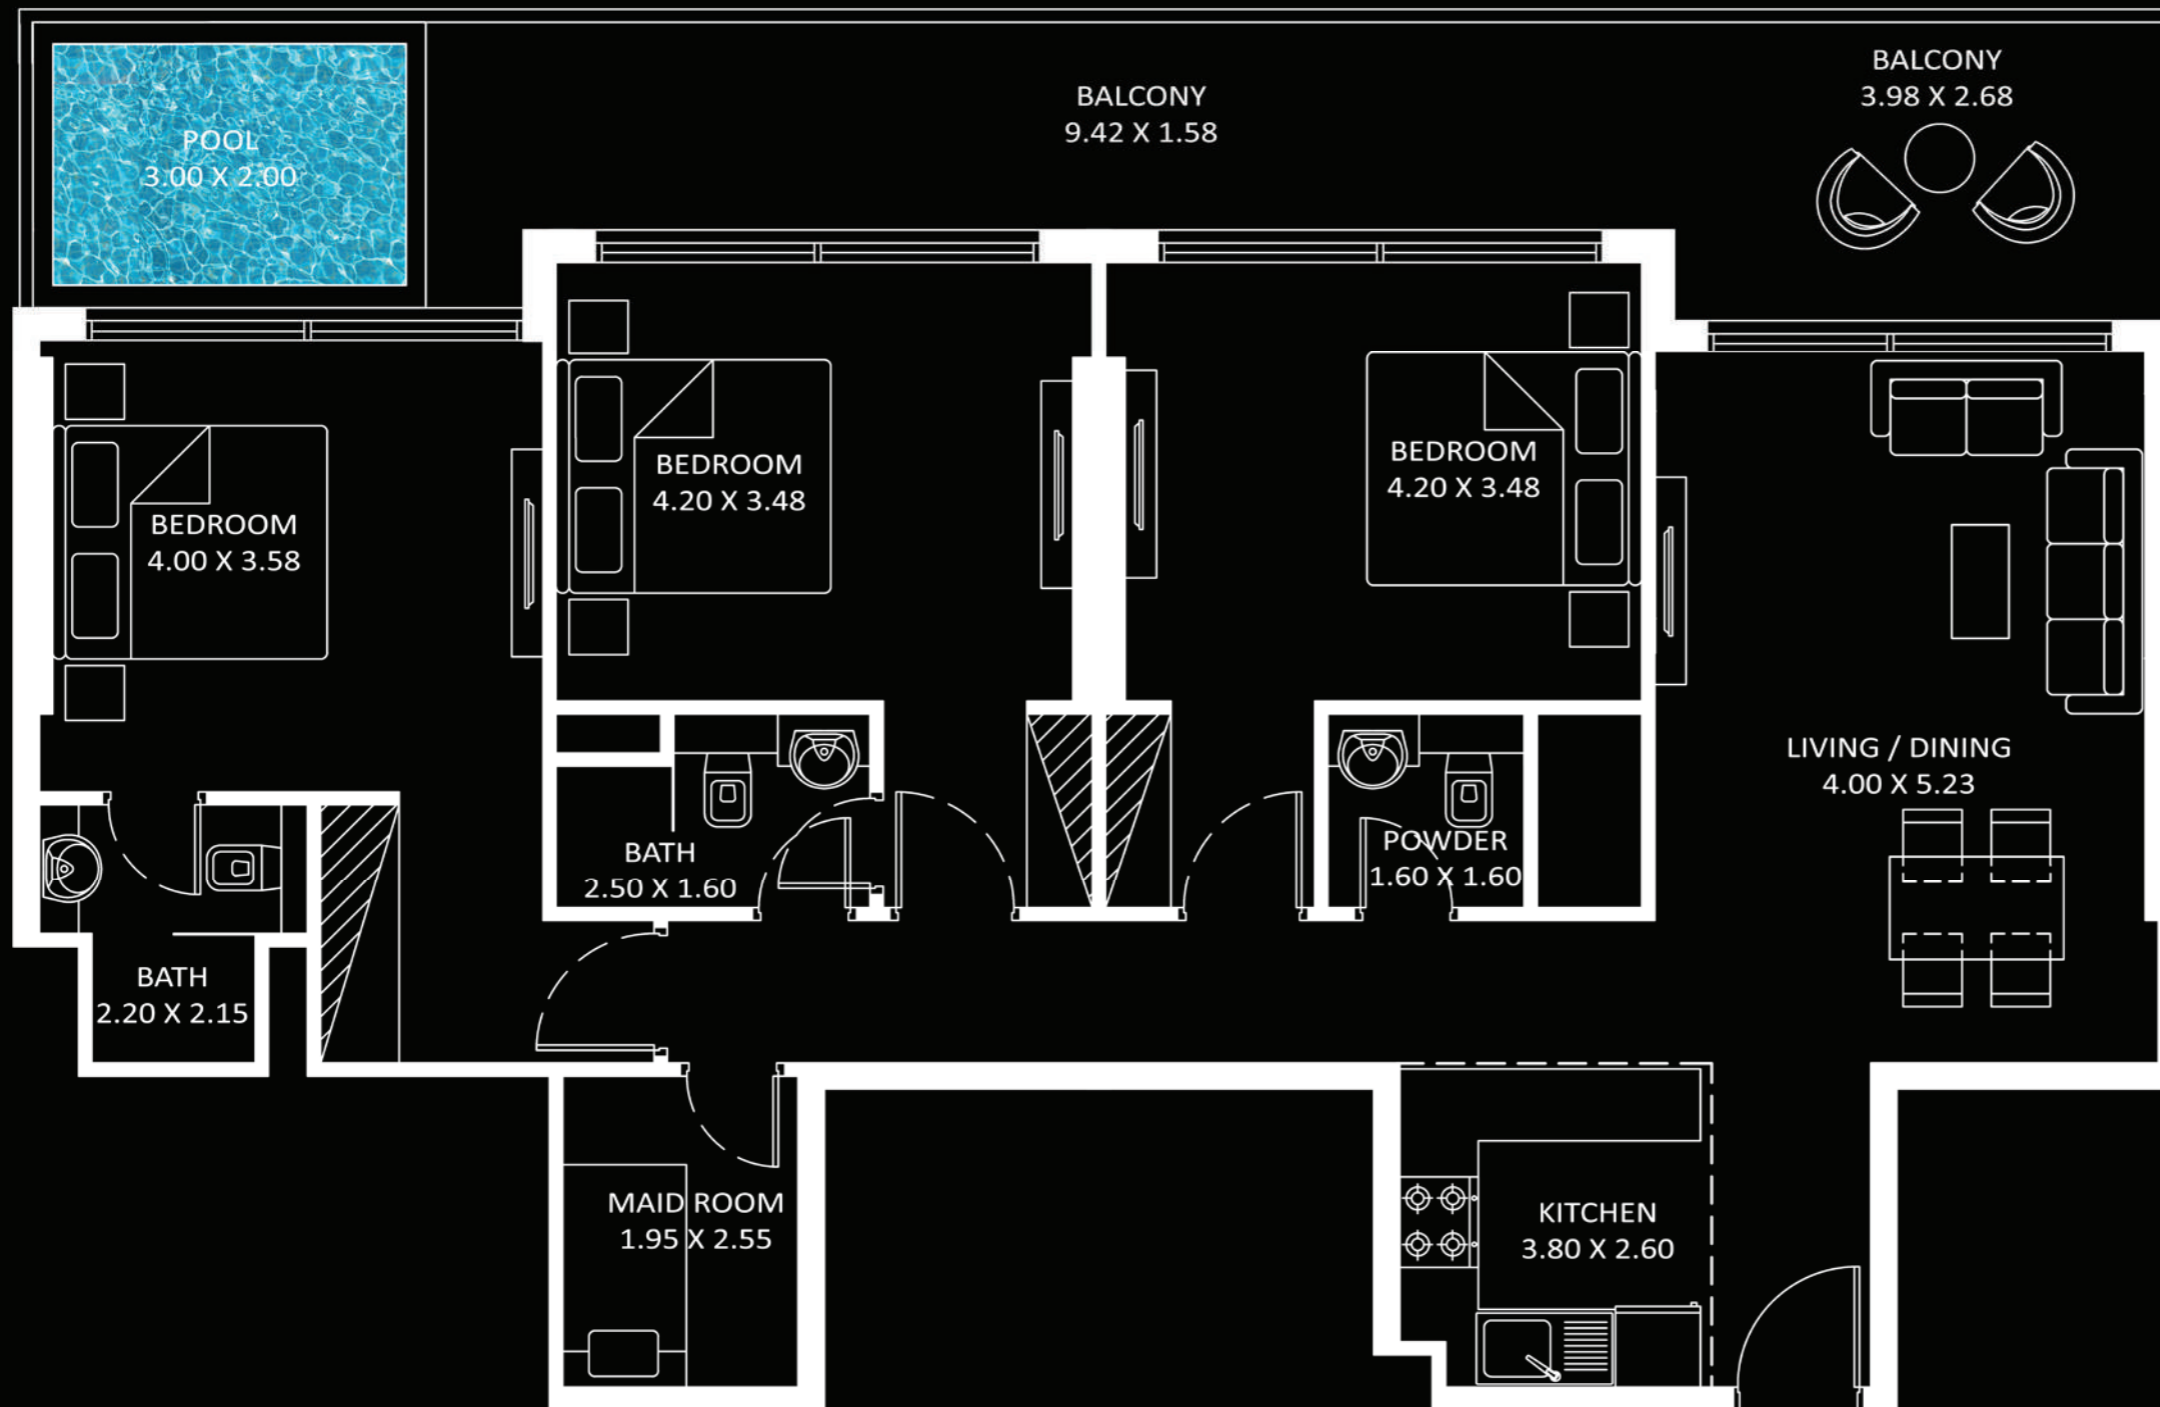 POOL
3.00 X 2.00
BALCONY
9.42 X 1.58
BALCONY
3.98 X 2.68
BEDROOM
4.00 X 3.58
BEDROOM
4.20 X 3.48
BEDROOM
4.20 X 3.48
LIVING / DINING
4.00 X 5.23
BATH
2.50 X 1.60
POWDER
1.60 X 1.60
BATH
2.20 X 2.15
MAID ROOM
1.95 X 2.55
KITCHEN
3.80 X 2.60